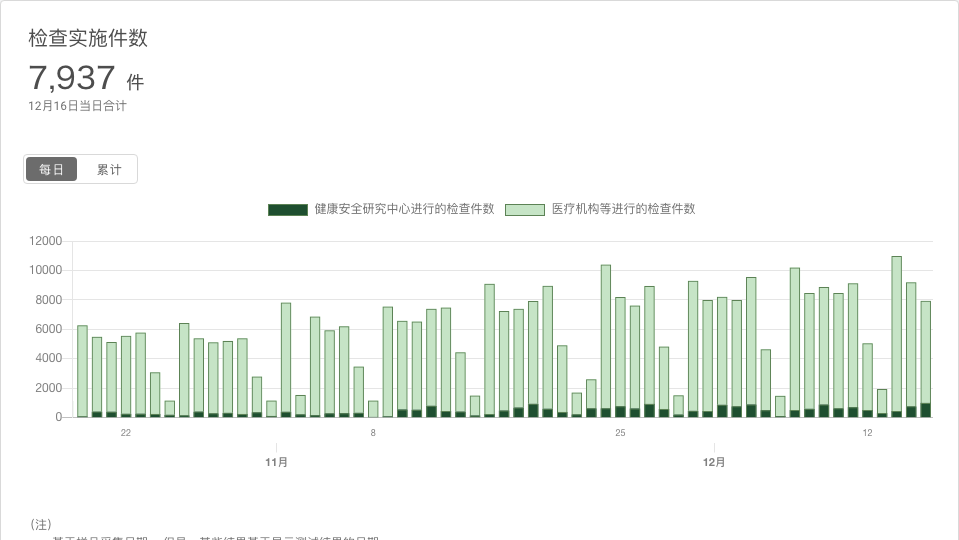 检查实施件数
7,937 件
12月16日当日合计
每日 累计
健康安全研究中心进行的检查件数 医疗机构等进行的检查件数
12000
10000
8000
6000
4000
2000
0
22 8 25 12
11月 12月
(注)